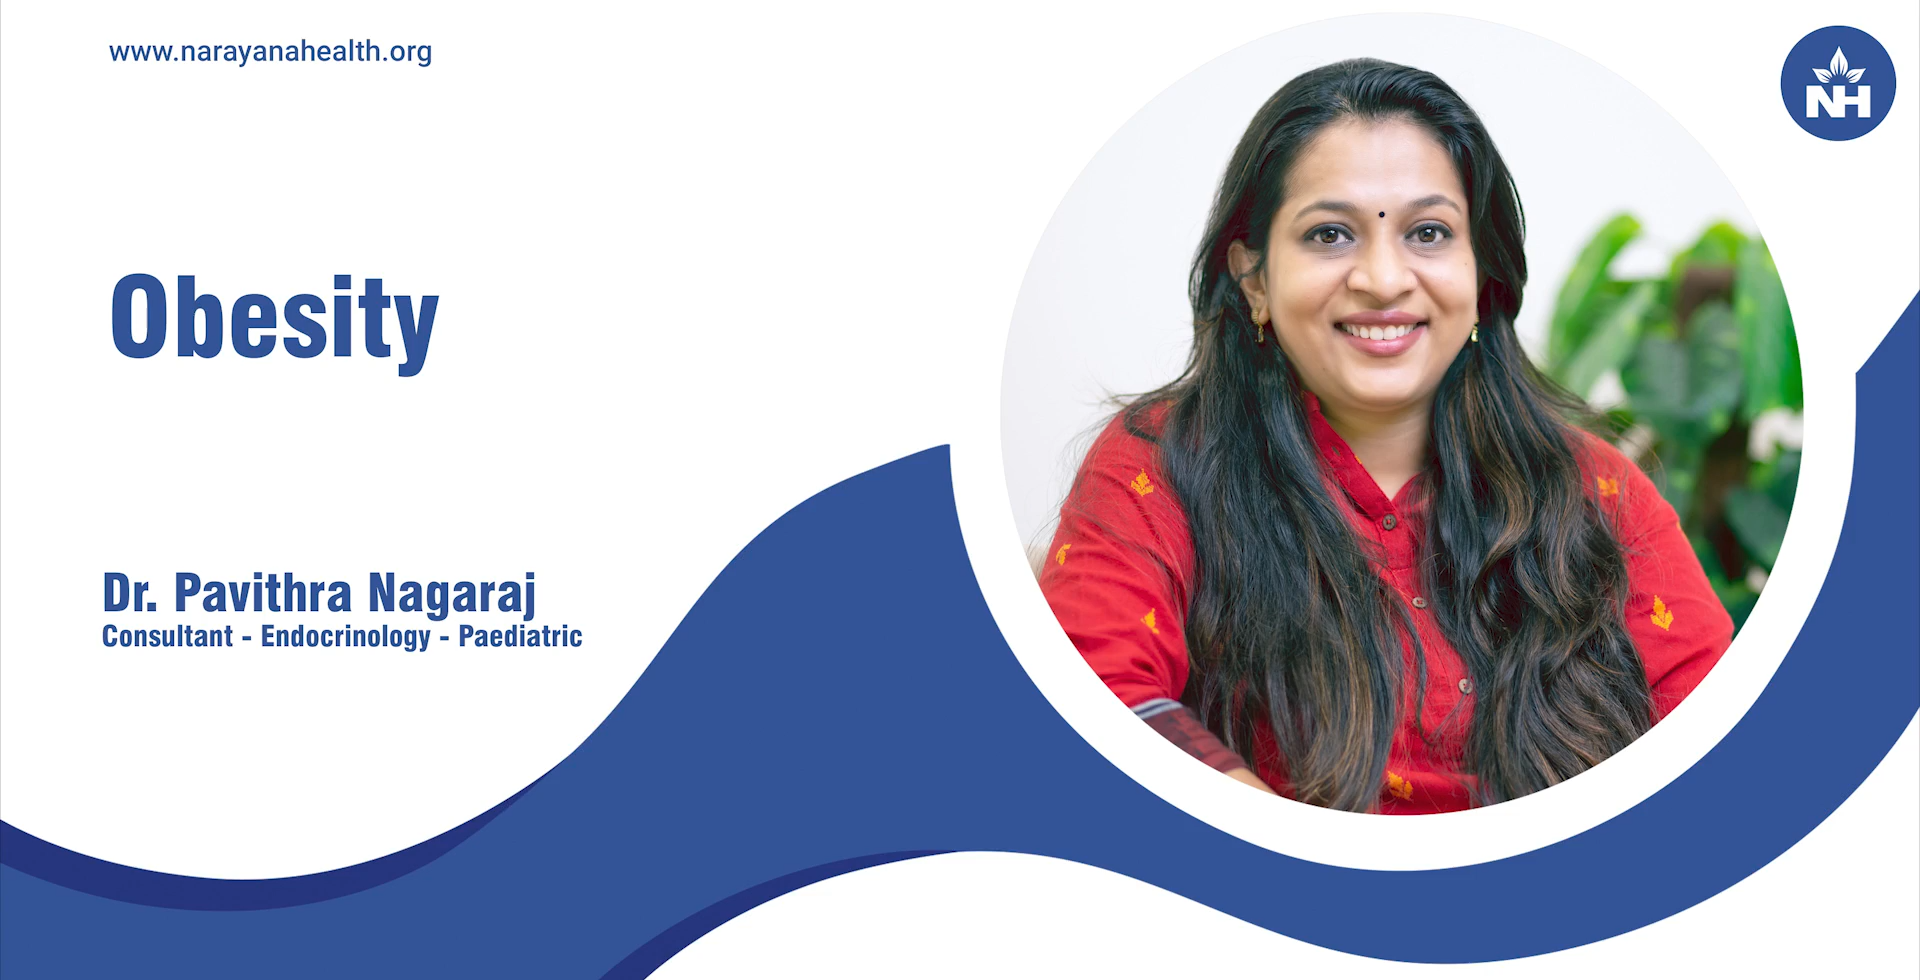 www.narayanahealth.org
NH
Obesity
Dr. Pavithra Nagaraj
Consultant - Endocrinology - Paediatric